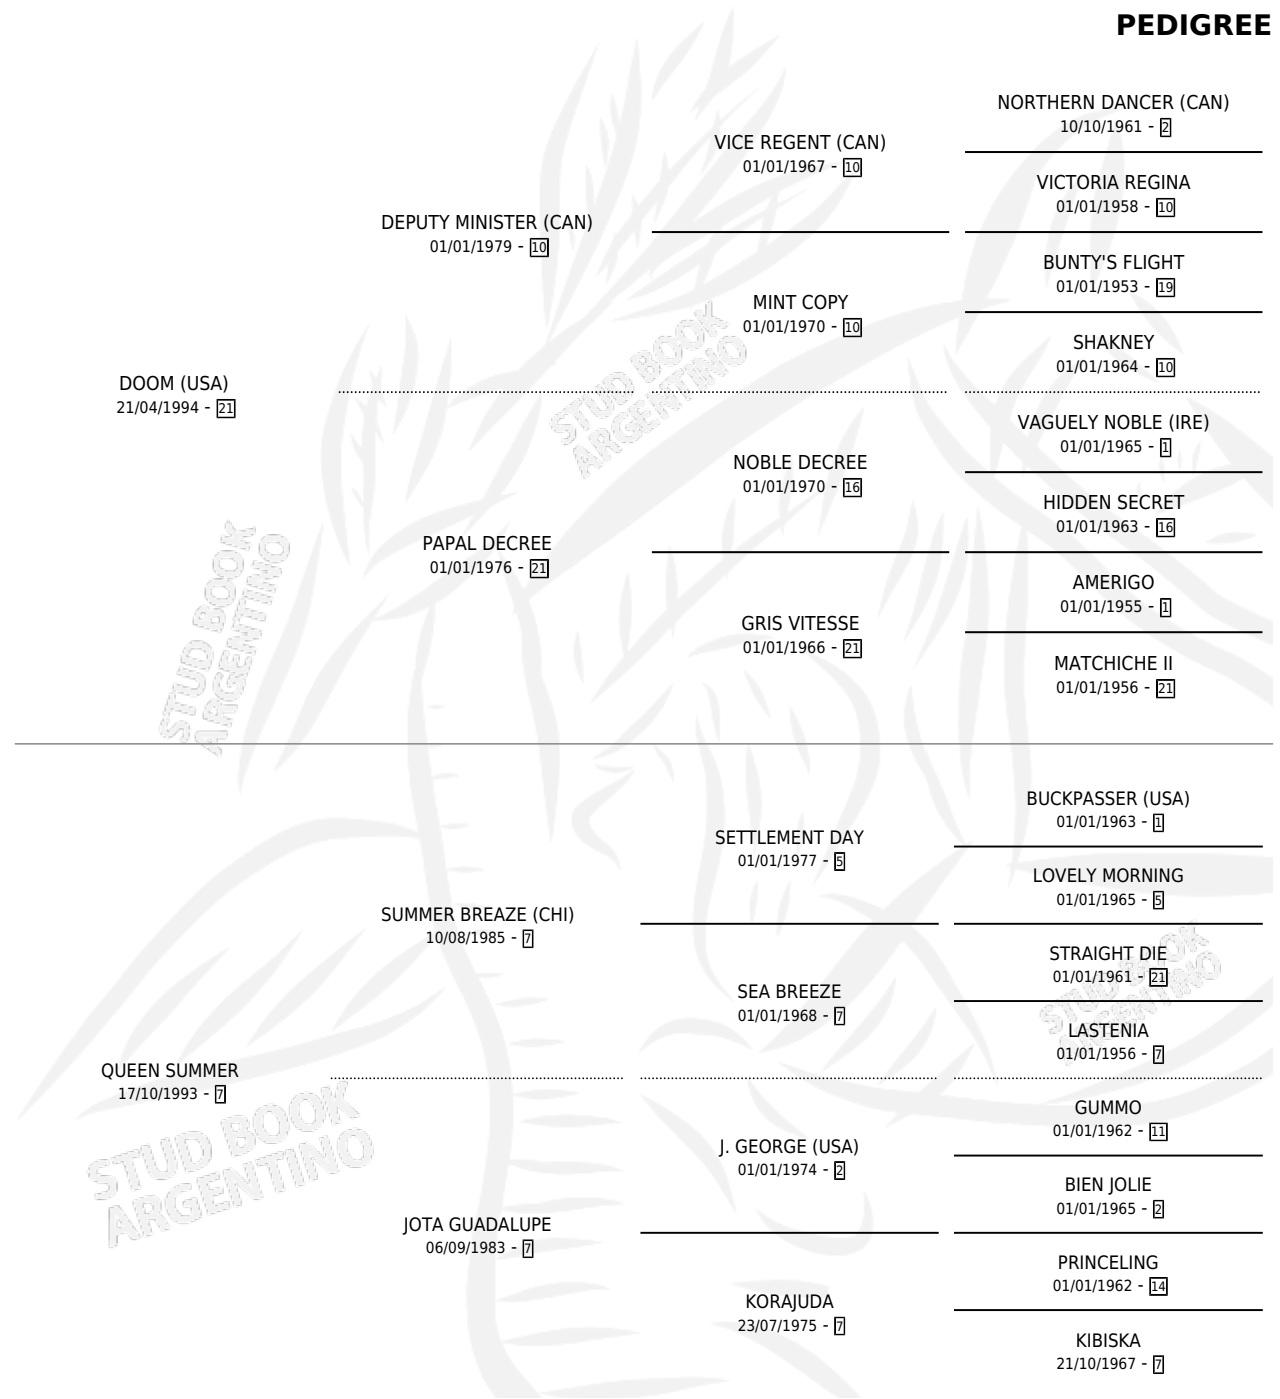 PEDIGREE
NORTHERN DANCER (CAN)
10/10/1961 - 2
VICE REGENT (CAN)
01/01/1967 - 10
VICTORIA REGINA
01/01/1958 - 10
DEPUTY MINISTER (CAN)
01/01/1979 - 10
BUNTY'S FLIGHT
01/01/1953 - 19
MINT COPY
01/01/1970 - 10
SHAKNEY
01/01/1964 - 10
DOOM (USA)
21/04/1994 - 21
VAGUELY NOBLE (IRE)
01/01/1965 - 1
NOBLE DECREE
01/01/1970 - 16
HIDDEN SECRET
01/01/1963 - 16
PAPAL DECREE
01/01/1976 - 21
AMERIGO
01/01/1955 - 1
GRIS VITESSE
01/01/1966 - 21
MATCHICHE II
01/01/1956 - 21
BUCKPASSER (USA)
01/01/1963 - 1
SETTLEMENT DAY
01/01/1977 - 5
LOVELY MORNING
01/01/1965 - 5
SUMMER BREAZE (CHI)
10/08/1985 - 7
STRAIGHT DIE
01/01/1961 - 21
SEA BREEZE
01/01/1968 - 7
LASTENIA
01/01/1956 - 7
QUEEN SUMMER
17/10/1993 - 7
GUMMO
01/01/1962 - 11
J. GEORGE (USA)
01/01/1974 - 2
BIEN JOLIE
01/01/1965 - 2
JOTA GUADALUPE
06/09/1983 - 7
PRINCELING
01/01/1962 - 14
KORAJUDA
23/07/1975 - 7
KIBISKA
21/10/1967 - 7
STUD BOOK
ARGENTINO
STUD BOOK
ARGENTINO
STUD BOOK
ARGENTINO
STUD BOOK
ARGENTINO